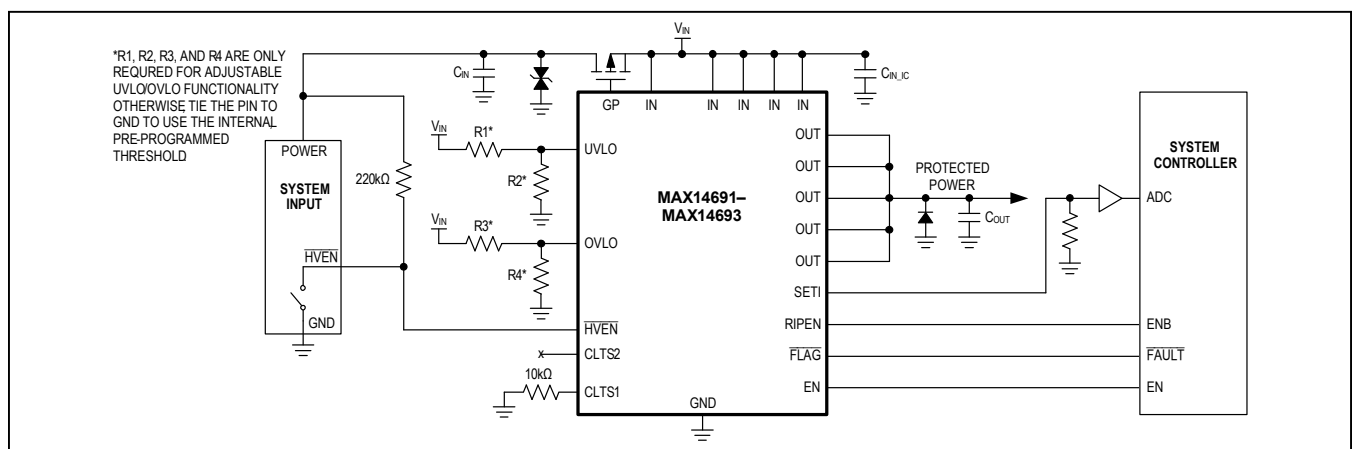 *R1, R2, R3, AND R4 ARE ONLY
REQURED FOR ADJUSTABLE
UVLO/OVLO FUNCTIONALITY
OTHERWISE, TIE THE PIN TO
GND TO USE THE INTERNAL
PRE-PROGRAMMED
THRESHOLD.
POWER
SYSTEM
INPUT
HVEN
GND
220kΩ
CIN
VIN
CIN_IC
GP
IN
IN
IN
IN
IN
VIN
R1*
R2*
UVLO
VIN
R3*
R4*
OVLO
HVEN
CLTS2
x
10kΩ
CLTS1
MAX14691–
MAX14693
GND
OUT
OUT
OUT
OUT
OUT
SETI
RIPEN
FLAG
EN
PROTECTED
POWER
COUT
SYSTEM
CONTROLLER
ADC
ENB
FAULT
EN